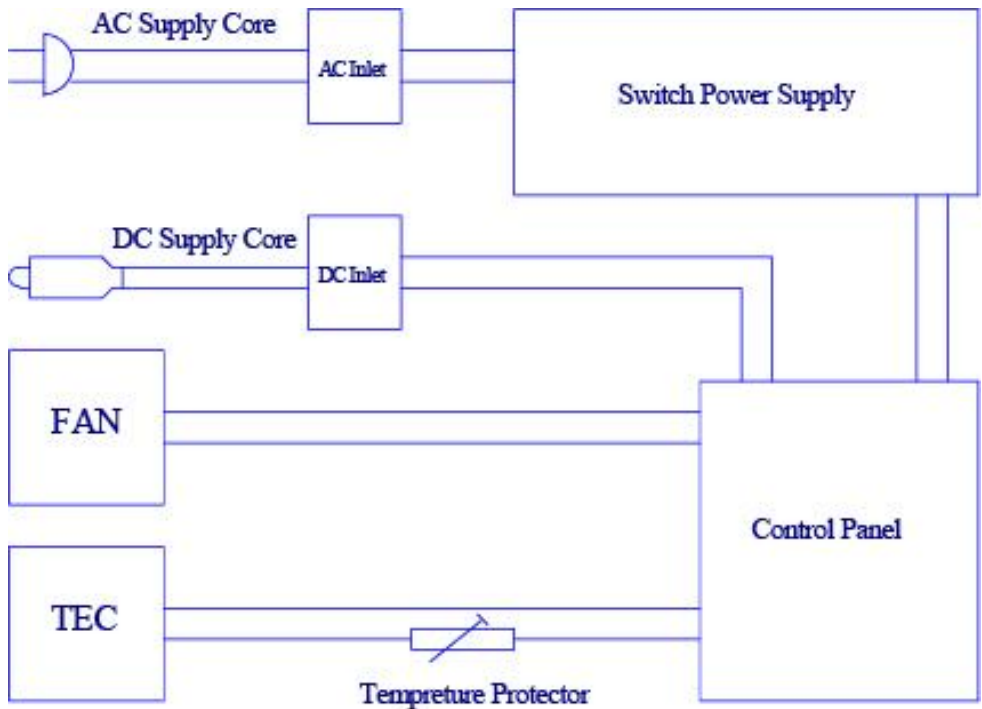 AC Supply Core
AC Inlet
Switch Power Supply
DC Supply Core
DC Inlet
FAN
Control Panel
TEC
Tempreture Protector